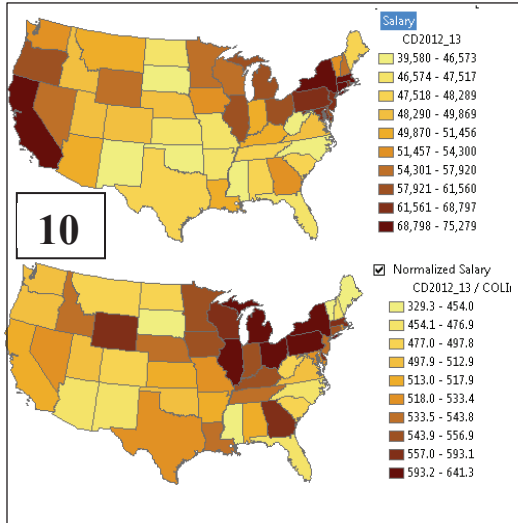 Salary
CD2012_13
39,580 - 46,573
46,574 - 47,517
47,518 - 48,289
48,290 - 49,869
49,870 - 51,456
51,457 - 54,300
54,301 - 57,920
57,921 - 61,560
61,561 - 68,797
68,798 - 75,279
10
Normalized Salary
CD2012_13 / COLI
329.3 - 454.0
454.1 - 476.9
477.0 - 497.8
497.9 - 512.9
513.0 - 517.9
518.0 - 533.4
533.5 - 543.8
543.9 - 556.9
557.0 - 593.1
593.2 - 641.3